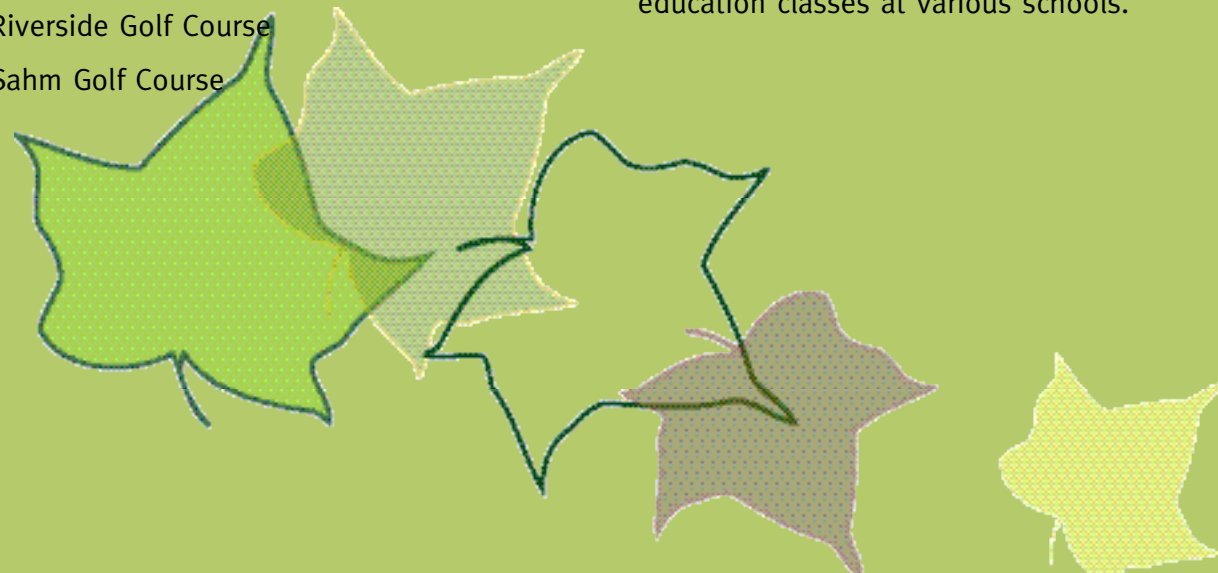 Riverside Golf Course
Sahm Golf Course
education classes at various schools.